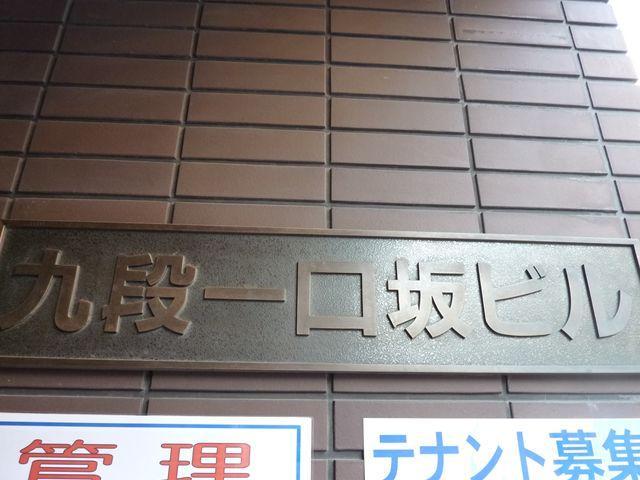 九段一口坂ビル
管理
テナント募集